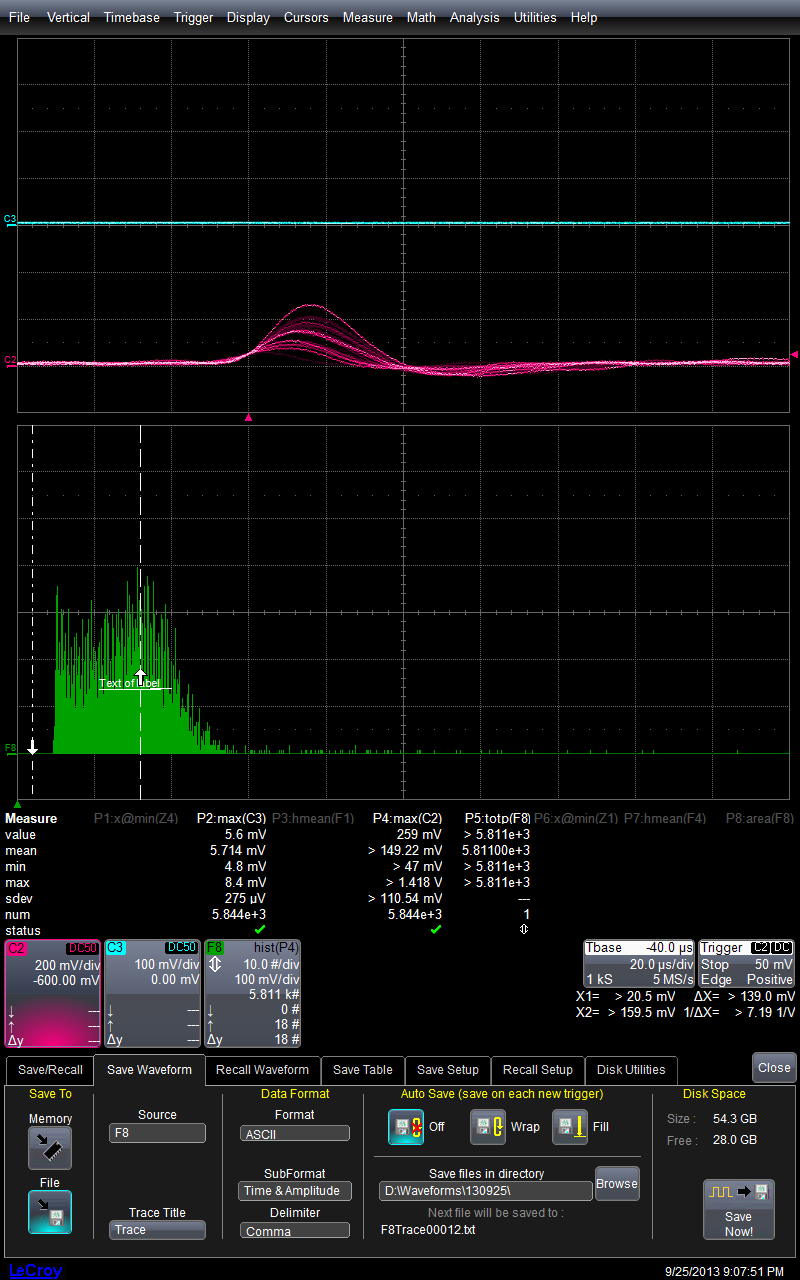 File Vertical Timebase Trigger Display Cursors Measure Math Analysis Utilities Help
C3
C2
Text of label
F8
Measure P1:x@min(Z4) P2:max(C3) P3:hmean(F1) P4:max(C2) P5:totp(F8) P6:x@min(Z1) P7:hmean(F4) P8:area(F8)
value 5.6 mV 259 mV > 5.811e+3
mean 5.714 mV > 149.22 mV 5.81100 e+3
min 4.8 mV > 47 mV > 5.811e+3
max 8.4 mV > 1.418 V > 5.811e+3
sdev 275 µV > 110.54 mV ---
num 5.844e+3 5.844e+3 1
status
C2 DC50
200 mV/div
-600.00 mV
↓ ---
↑ ---
Δy ---
C3 DC50
100 mV/div
0.00 mV
↓ ---
↑ ---
Δy ---
F8 hist(P4)
10.0 #/div
100 mV/div
5.811 k#
↓ 0 #
↑ 18 #
Δy 18 #
Tbase -40.0 µs
20.0 µs/div
1 kS 5 MS/s
Trigger C2 DC
Stop 50 mV
Edge Positive
X1= > 20.5 mV ΔX= > 139.0 mV
X2= > 159.5 mV 1/ΔX= > 7.19 1/V
Save/Recall Save Waveform Recall Waveform Save Table Save Setup Recall Setup Disk Utilities Close
Save To
Memory
File
Source
F8
Trace Title
Trace
Data Format
Format
ASCII
SubFormat
Time & Amplitude
Delimiter
Comma
Auto Save (save on each new trigger)
Off Wrap Fill
Save files in directory
D:\Waveforms\130925\
Browse
Next file will be saved to :
F8Trace00012.txt
Disk Space
Size : 54.3 GB
Free : 28.0 GB
Save
Now!
LeCroy
9/25/2013 9:07:51 PM